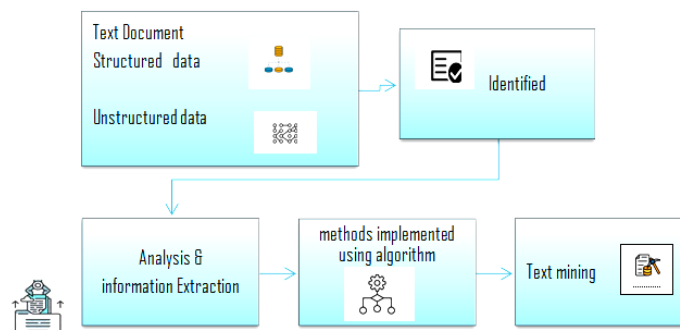 Text Document
Structured data
Unstructured data
Identified
Analysis &
information Extraction
methods implemented
using algorithm
Text mining